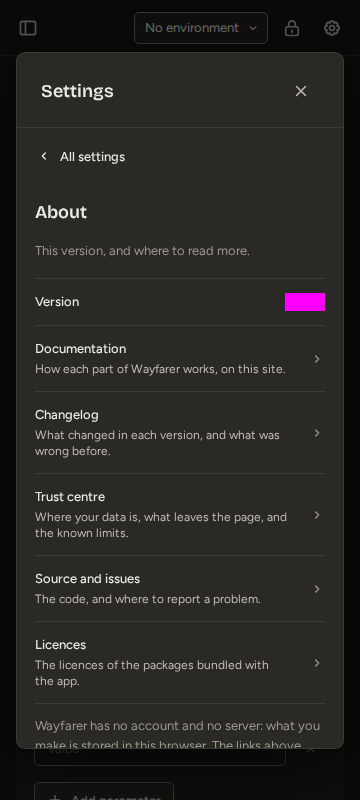 No environment
Settings
All settings
About
This version, and where to read more.
Version
Documentation
How each part of Wayfarer works, on this site.
Changelog
What changed in each version, and what was
wrong before.
Trust centre
Where your data is, what leaves the page, and
the known limits.
Source and issues
The code, and where to report a problem.
Licences
The licences of the packages bundled with
the app.
Wayfarer has no account and no server: what you
make is stored in this browser. The links above
Value
Add parameter